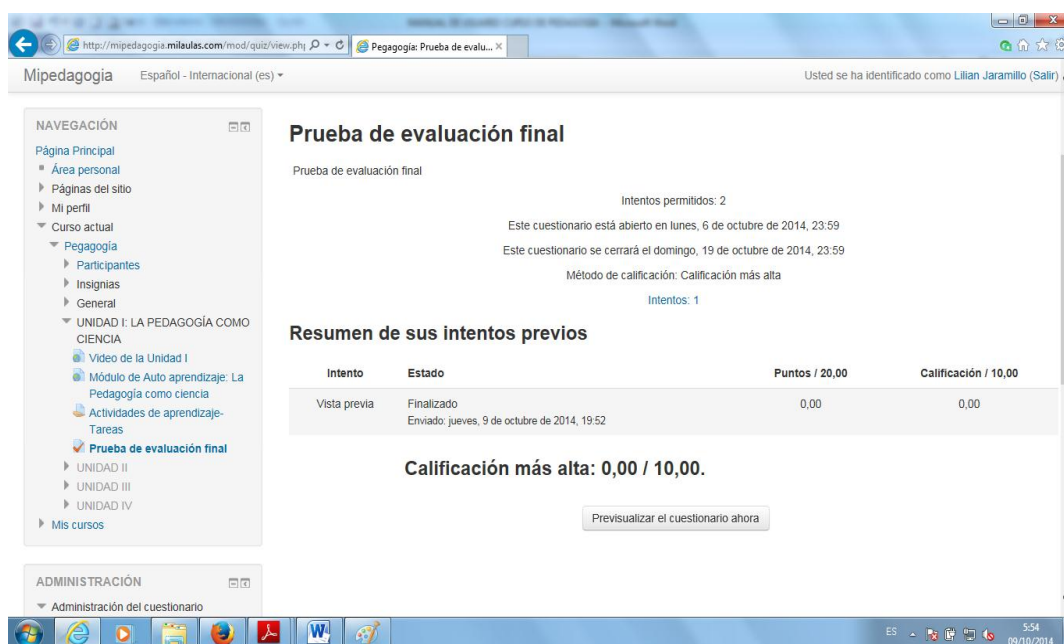 http://mipedagogia.milaulas.com/mod/quiz/view.php
Pegagogía: Prueba de evalu...
Mipedagogia
Español - Internacional (es)
Usted se ha identificado como Lilian Jaramillo (Salir)
NAVEGACIÓN
Página Principal
Área personal
Páginas del sitio
Mi perfil
Curso actual
Pegagogía
Participantes
Insignias
General
UNIDAD I: LA PEDAGOGÍA COMO
CIENCIA
Video de la Unidad I
Módulo de Auto aprendizaje: La
Pedagogía como ciencia
Actividades de aprendizaje-
Tareas
Prueba de evaluación final
UNIDAD II
UNIDAD III
UNIDAD IV
Mis cursos
ADMINISTRACIÓN
Administración del cuestionario
Prueba de evaluación final
Prueba de evaluación final
Intentos permitidos: 2
Este cuestionario está abierto en lunes, 6 de octubre de 2014, 23:59
Este cuestionario se cerrará el domingo, 19 de octubre de 2014, 23:59
Método de calificación: Calificación más alta
Intentos: 1
Resumen de sus intentos previos
Intento Estado Puntos / 20,00 Calificación / 10,00
Vista previa Finalizado 0,00 0,00
Enviado: jueves, 9 de octubre de 2014, 19:52
Calificación más alta: 0,00 / 10,00.
Previsualizar el cuestionario ahora
ES
5:54
09/10/2014